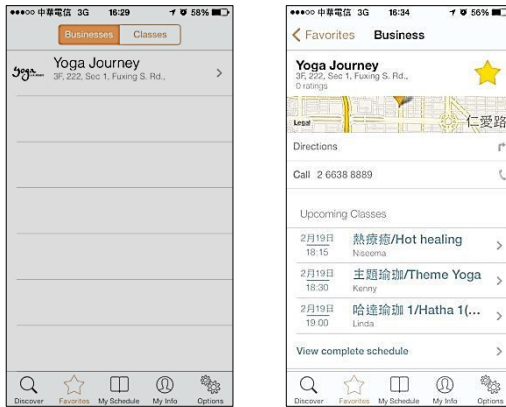 中華電信 3G 16:29 58%
Businesses Classes
yoga
Yoga Journey
3F, 222, Sec 1, Fuxing S. Rd.,
Discover Favorites My Schedule My Info Options
中華電信 3G 16:34 56%
Favorites Business
Yoga Journey
3F, 222, Sec 1, Fuxing S. Rd.,
0 ratings
Legal
仁愛路
Directions
Call 2 6638 8889
Upcoming Classes
2月19日 熱療癒/Hot healing
18:15 Niseema
2月19日 主題瑜珈/Theme Yoga
18:30 Kenny
2月19日 哈達瑜珈 1/Hatha 1(...
19:00 Linda
View complete schedule
Discover Favorites My Schedule My Info Options